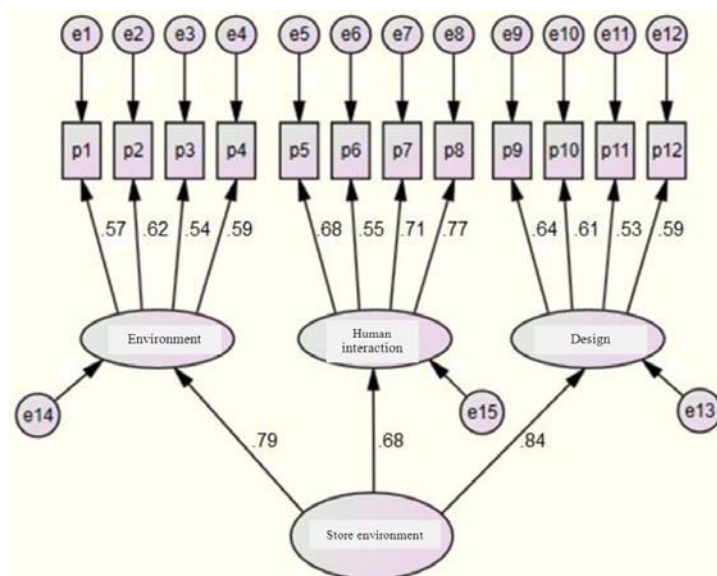 e1 e2 e3 e4 e5 e6 e7 e8 e9 e10 e11 e12
p1 p2 p3 p4 p5 p6 p7 p8 p9 p10 p11 p12
.57 .62 .54 .59 .68 .55 .71 .77 .64 .61 .53 .59
Environment
Human
interaction
Design
e14
e15
e13
.79 .68 .84
Store environment